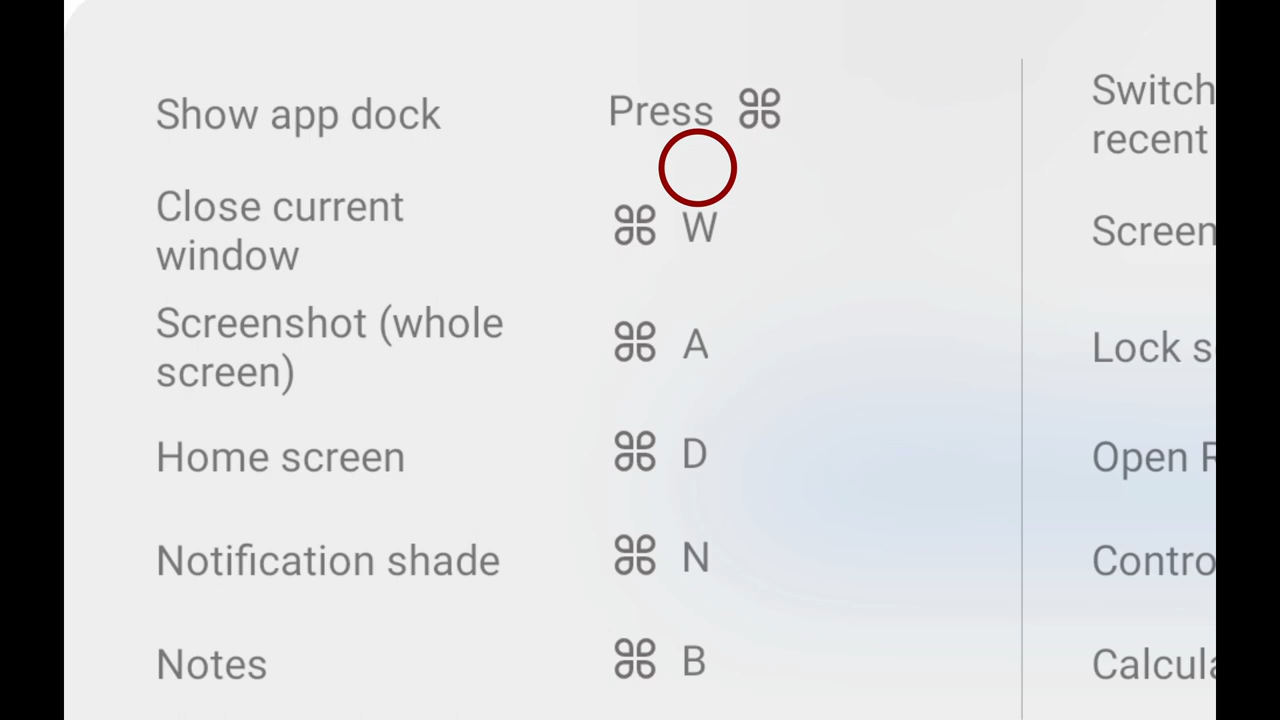 Show app dock Press ⌘
Close current
window ⌘ W
Screenshot (whole
screen) ⌘ A
Home screen ⌘ D
Notification shade ⌘ N
Notes ⌘ B
Switch
recent
Screen
Lock s
Open
Contro
Calcula